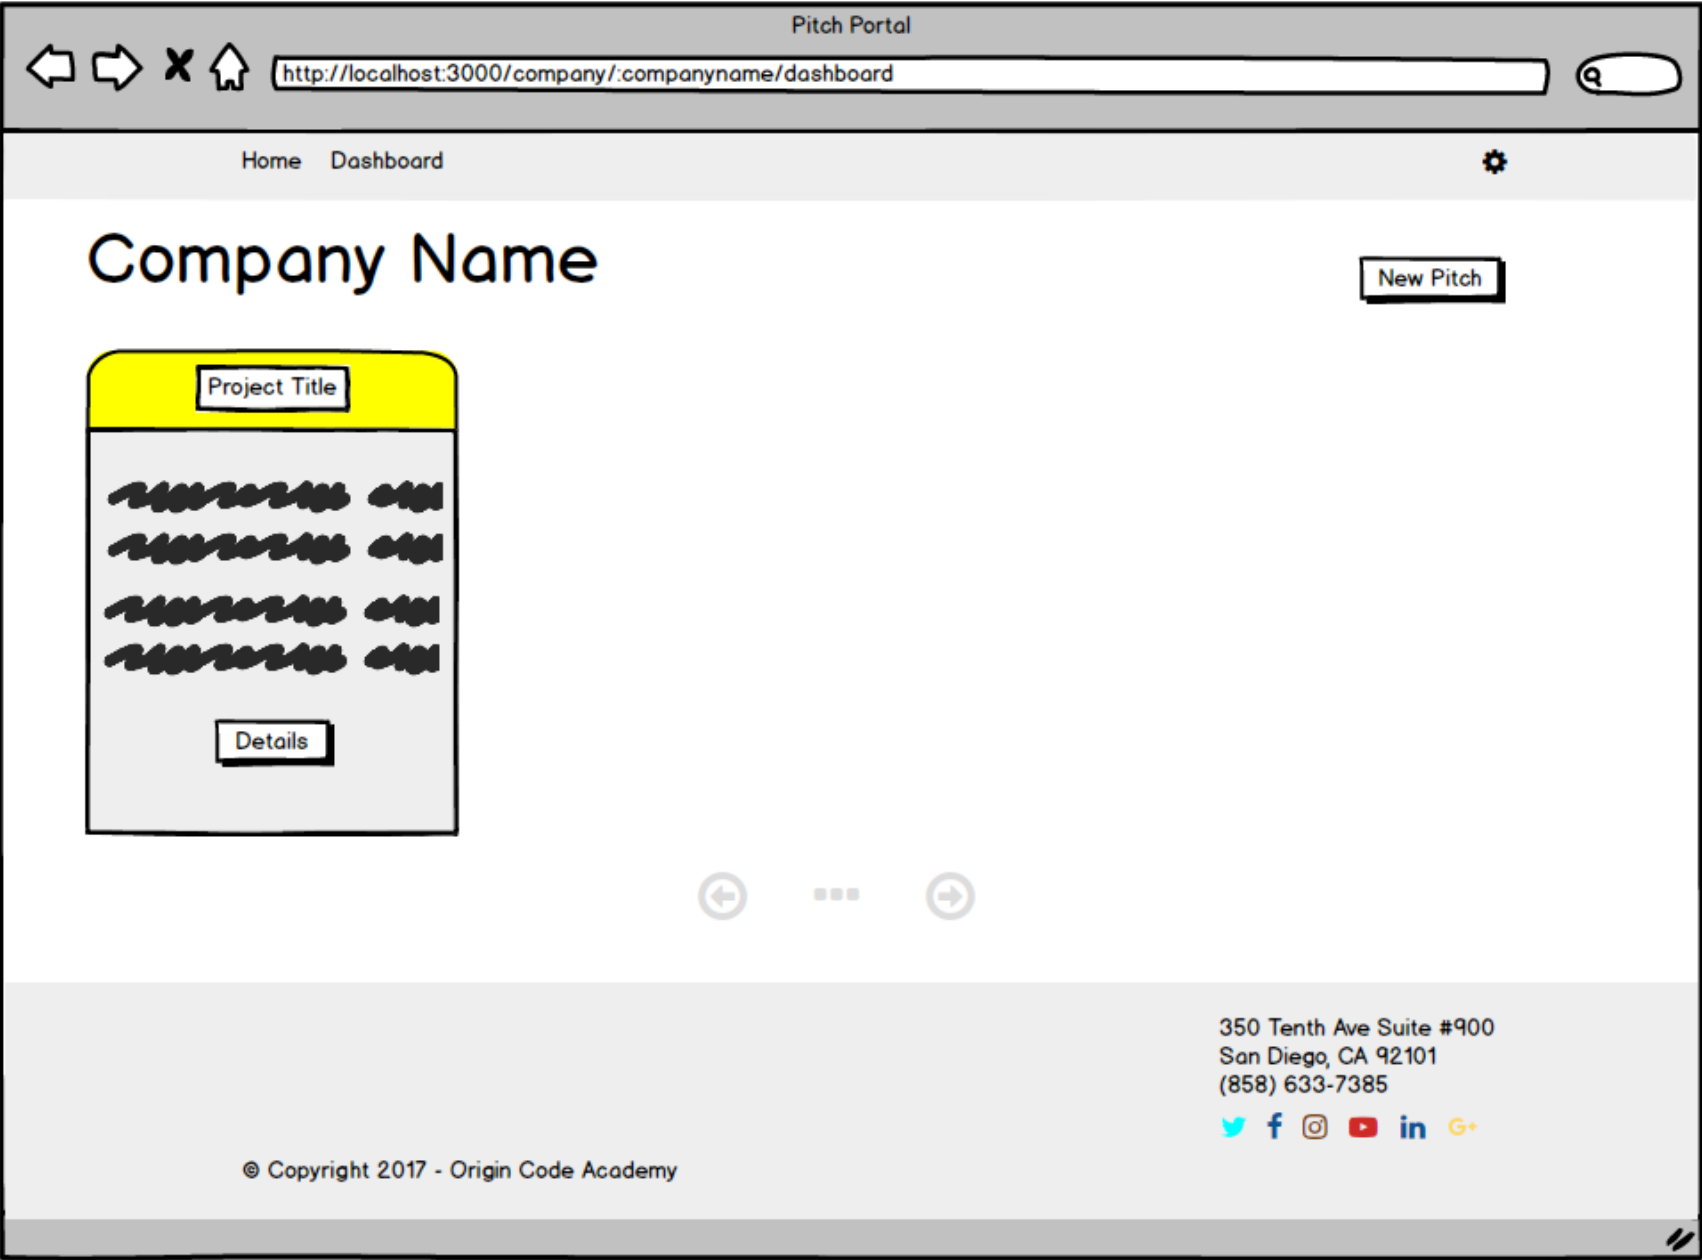 Pitch Portal
http://localhost:3000/company/:companyname/dashboard
Home Dashboard
Company Name
New Pitch
Project Title
Details
350 Tenth Ave Suite #900
San Diego, CA 92101
(858) 633-7385
f in G+
© Copyright 2017 - Origin Code Academy